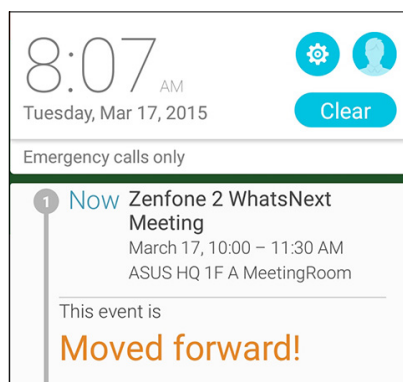 8:07 AM
Tuesday, Mar 17, 2015
Clear
Emergency calls only
1 Now Zenfone 2 WhatsNext
Meeting
March 17, 10:00 – 11:30 AM
ASUS HQ 1F A MeetingRoom
This event is
Moved forward!